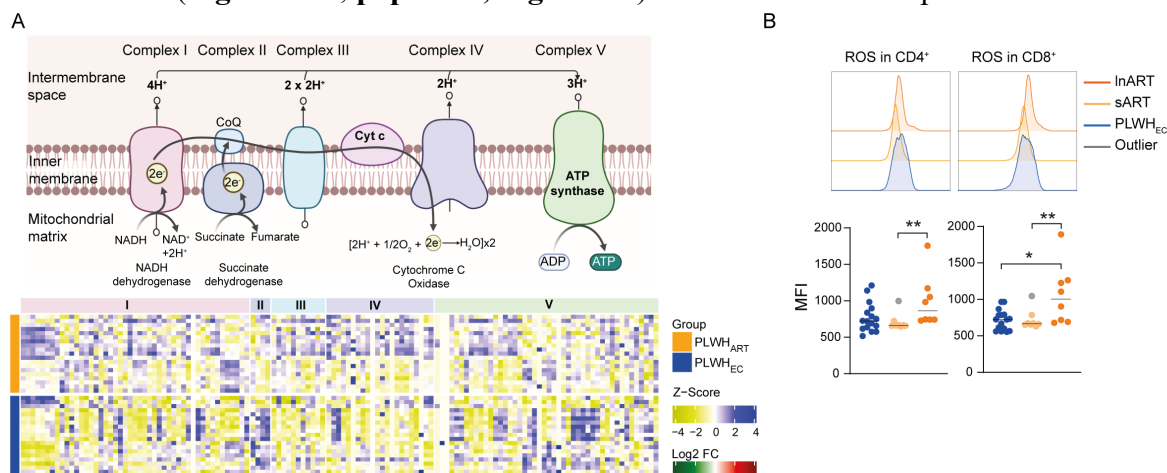 A
Complex I Complex II Complex III Complex IV Complex V
Intermembrane space
4H⁺ 2 x 2H⁺ 2H⁺ 3H⁺
CoQ
Cyt c
Inner membrane
2e⁻ 2e⁻
ATP synthase
Mitochondrial matrix
NADH NAD⁺ +2H⁺
Succinate Fumarate
[2H⁺ + 1/2O₂ + 2e⁻ H₂O]x2
ADP ATP
NADH dehydrogenase
Succinate dehydrogenase
Cytochrome C Oxidase
I II III IV V
Group
PLWH_ART
PLWH_EC
Z−Score
−4 −2 0 2 4
Log2 FC
B
ROS in CD4⁺ ROS in CD8⁺
lnART
sART
PLWH_EC
Outlier
MFI
2000
1500
1000
500
0
**
2000
1500
1000
500
0
**
*